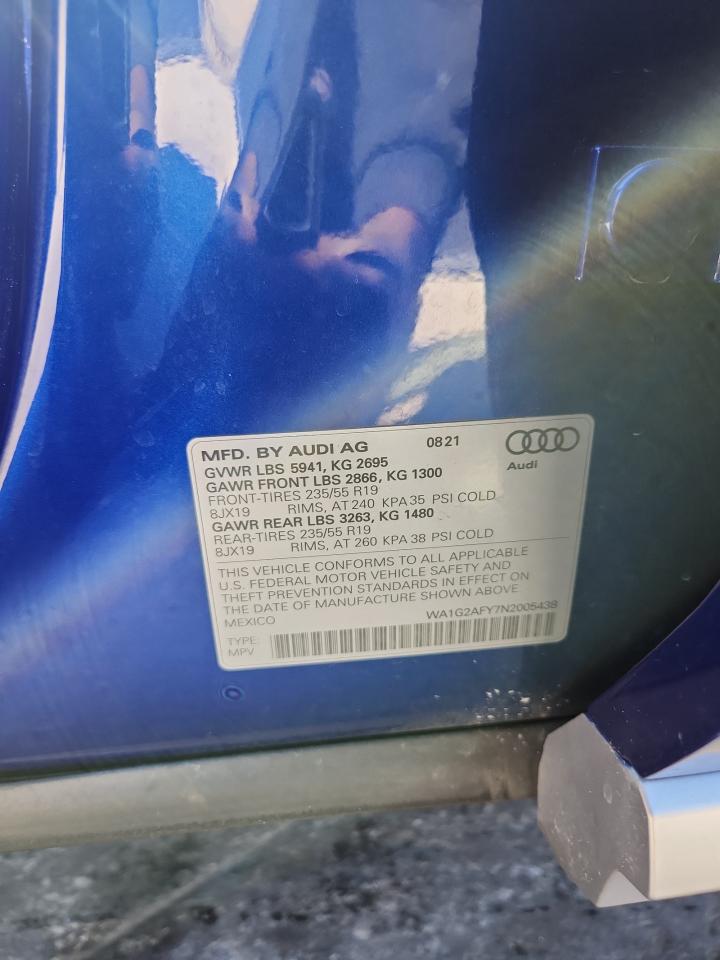 MFD. BY AUDI AG 0821
GVWR LBS 5941, KG 2695
GAWR FRONT LBS 2866, KG 1300
FRONT-TIRES 235/55 R19
8JX19 RIMS, AT 240 KPA 35 PSI COLD
GAWR REAR LBS 3263, KG 1480
REAR-TIRES 235/55 R19
8JX19 RIMS, AT 260 KPA 38 PSI COLD
Audi
THIS VEHICLE CONFORMS TO ALL APPLICABLE
U.S. FEDERAL MOTOR VEHICLE SAFETY AND
THEFT PREVENTION STANDARDS IN EFFECT ON
THE DATE OF MANUFACTURE SHOWN ABOVE
MEXICO WA1G2AFY7N2005438
TYPE:
MPV